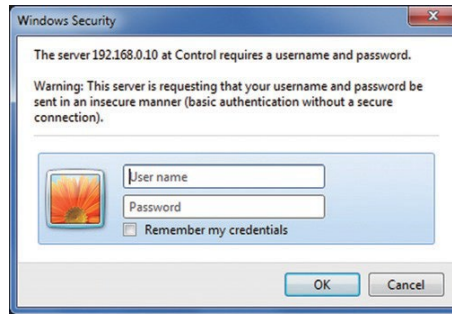 Windows Security
The server 192.168.0.10 at Control requires a username and password.
Warning: This server is requesting that your username and password be
sent in an insecure manner (basic authentication without a secure
connection).
User name
Password
Remember my credentials
OK
Cancel